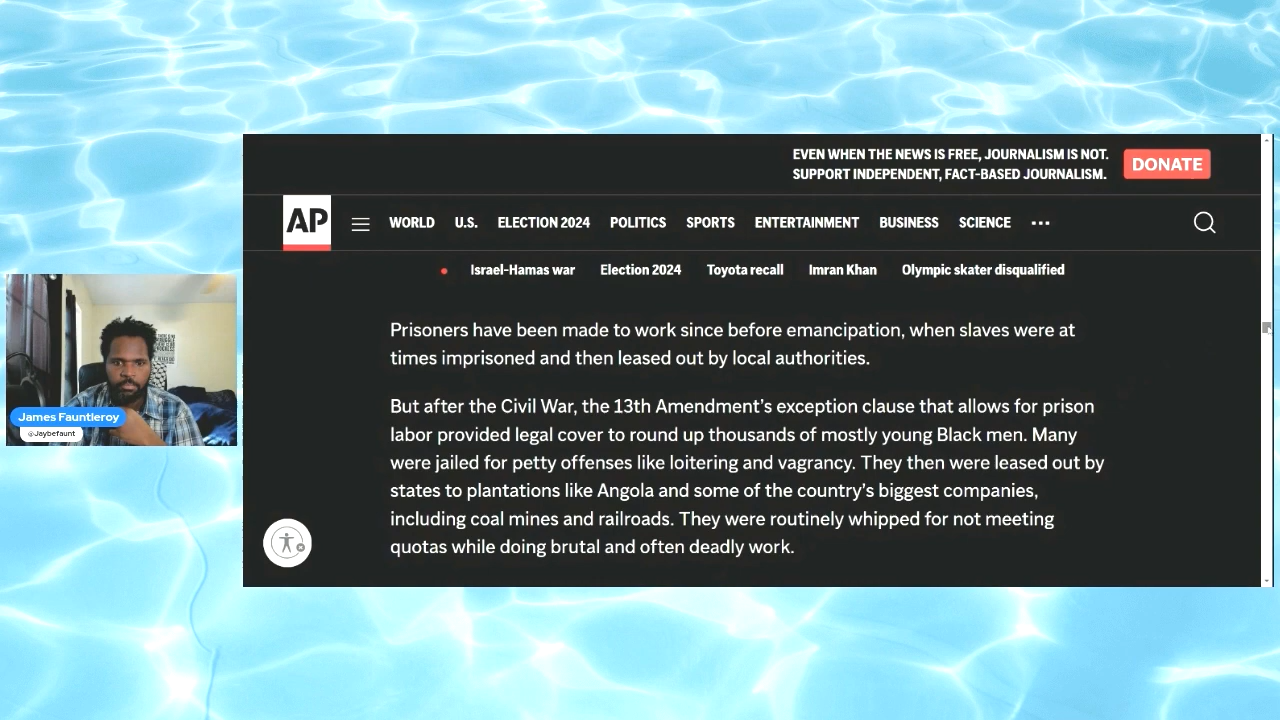 EVEN WHEN THE NEWS IS FREE, JOURNALISM IS NOT.
SUPPORT INDEPENDENT, FACT-BASED JOURNALISM.
DONATE
AP
WORLD U.S. ELECTION 2024 POLITICS SPORTS ENTERTAINMENT BUSINESS SCIENCE •••
Israel-Hamas war Election 2024 Toyota recall Imran Khan Olympic skater disqualified
Prisoners have been made to work since before emancipation, when slaves were at
times imprisoned and then leased out by local authorities.
But after the Civil War, the 13th Amendment’s exception clause that allows for prison
labor provided legal cover to round up thousands of mostly young Black men. Many
were jailed for petty offenses like loitering and vagrancy. They then were leased out by
states to plantations like Angola and some of the country’s biggest companies,
including coal mines and railroads. They were routinely whipped for not meeting
quotas while doing brutal and often deadly work.
James Fauntleroy
@Jaybefaunt